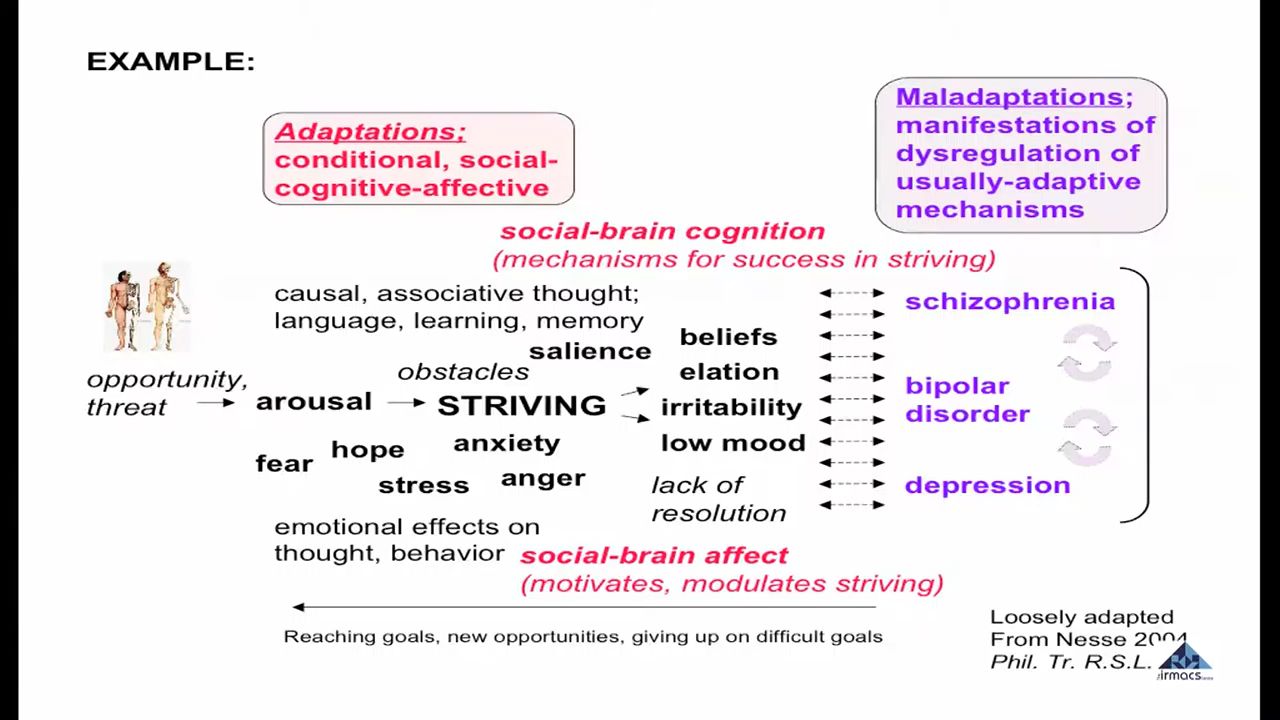 EXAMPLE:
Adaptations;
conditional, social-
cognitive-affective
Maladaptations;
manifestations of
dysregulation of
usually-adaptive
mechanisms
social-brain cognition
(mechanisms for success in striving)
causal, associative thought;
language, learning, memory
salience
beliefs
elation
irritability
low mood
opportunity,
threat
arousal
obstacles
STRIVING
fear
hope
stress
anxiety
anger
lack of
resolution
schizophrenia
bipolar
disorder
depression
emotional effects on
thought, behavior
social-brain affect
(motivates, modulates striving)
Reaching goals, new opportunities, giving up on difficult goals
Loosely adapted
From Nesse 2004
Phil. Tr. R.S.L.
irmacs